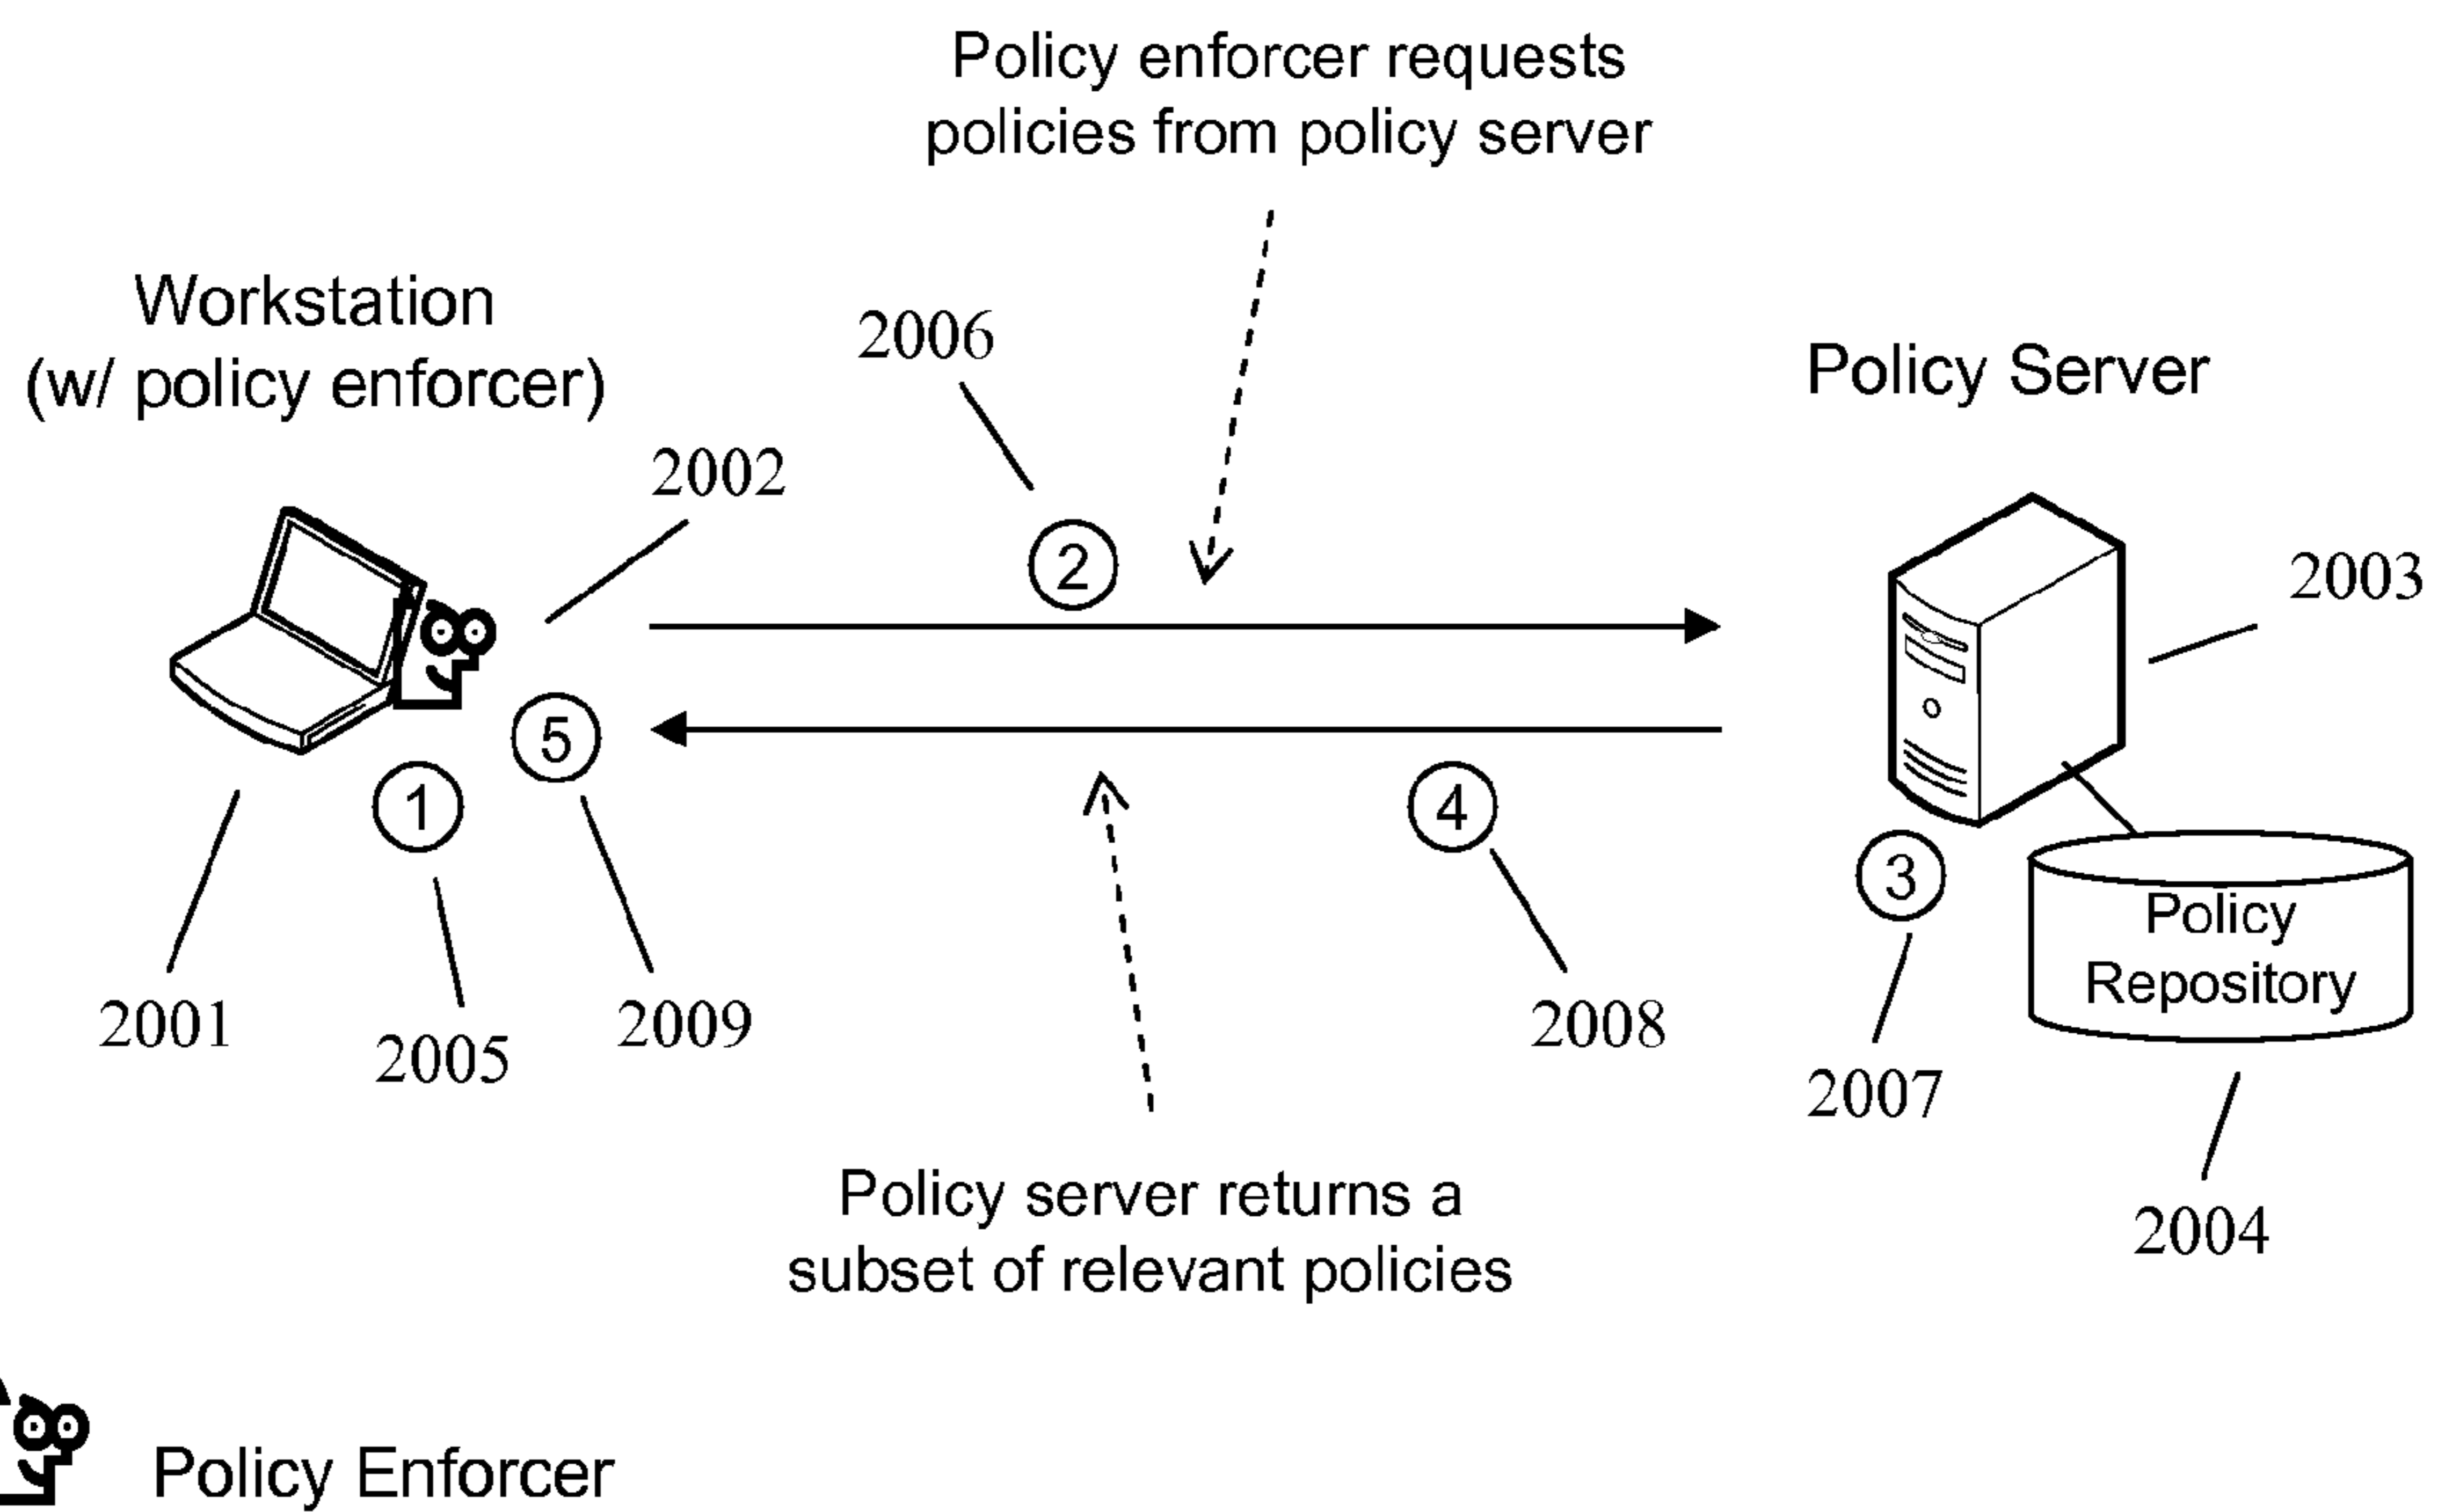 Policy enforcer requests
policies from policy server
Workstation
(w/ policy enforcer)
2006
Policy Server
2002
2
2003
5
1
4
3
Policy
Repository
2001
2005
2009
2008
2007
2004
Policy server returns a
subset of relevant policies
Policy Enforcer